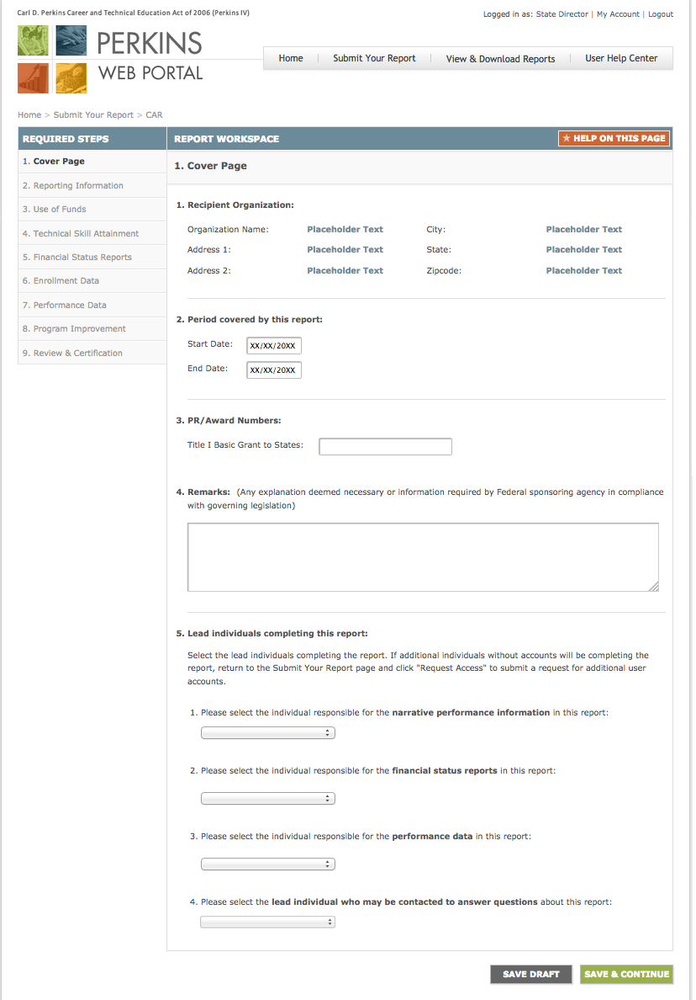 Carl D. Perkins Career and Technical Education Act of 2006 (Perkins IV)
Logged in as: State Director | My Account | Logout
PERKINS
WEB PORTAL
Home | Submit Your Report | View & Download Reports | User Help Center
Home > Submit Your Report > CAR
REQUIRED STEPS
1. Cover Page
2. Reporting Information
3. Use of Funds
4. Technical Skill Attainment
5. Financial Status Reports
6. Enrollment Data
7. Performance Data
8. Program Improvement
9. Review & Certification
REPORT WORKSPACE
★ HELP ON THIS PAGE
1. Cover Page
1. Recipient Organization:
Organization Name: Placeholder Text City: Placeholder Text
Address 1: Placeholder Text State: Placeholder Text
Address 2: Placeholder Text Zipcode: Placeholder Text
2. Period covered by this report:
Start Date: XX/XX/20XX
End Date: XX/XX/20XX
3. PR/Award Numbers:
Title I Basic Grant to States:
4. Remarks: (Any explanation deemed necessary or information required by Federal sponsoring agency in compliance
with governing legislation)
5. Lead individuals completing this report:
Select the lead individuals completing the report. If additional individuals without accounts will be completing the
report, return to the Submit Your Report page and click "Request Access" to submit a request for additional user
accounts.
1. Please select the individual responsible for the narrative performance information in this report:
2. Please select the individual responsible for the financial status reports in this report:
3. Please select the individual responsible for the performance data in this report:
4. Please select the lead individual who may be contacted to answer questions about this report:
SAVE DRAFT
SAVE & CONTINUE